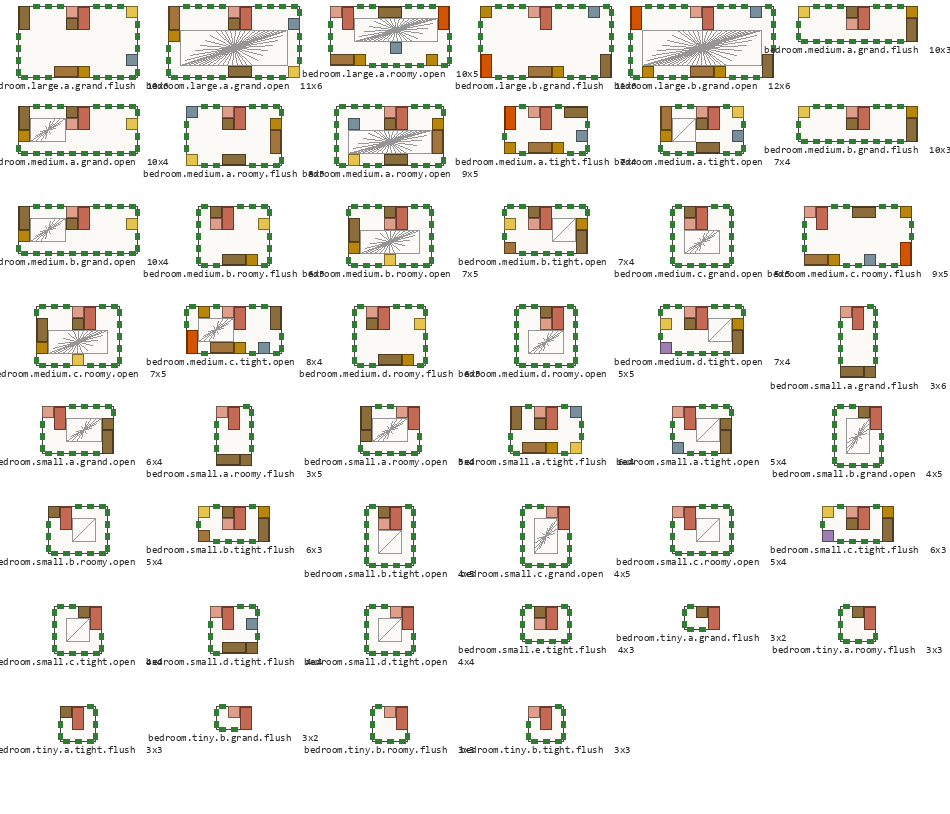 bedroom.medium.a.grand.flush 10x3
bedroom.large.a.roomy.open 10x5
bedroom.large.a.grand.flush
bedroom.large.a.grand.open 11x6
bedroom.large.b.grand.flush
bedroom.large.b.grand.open 12x6
bedroom.medium.b.grand.flush 10x3
bedroom.medium.a.grand.open 10x4
bedroom.medium.a.tight.flush
bedroom.medium.a.tight.open 7x4
bedroom.medium.a.roomy.flush
bedroom.medium.a.roomy.open 9x5
bedroom.medium.b.grand.open 10x4
bedroom.medium.b.tight.open 7x4
bedroom.medium.b.roomy.flush
bedroom.medium.b.roomy.open 7x5
bedroom.medium.c.grand.open
bedroom.medium.c.roomy.flush 9x5
bedroom.medium.c.tight.open 8x4
bedroom.medium.d.tight.open 7x4
bedroom.medium.c.roomy.open 7x5
bedroom.medium.d.roomy.flush
bedroom.medium.d.roomy.open 5x5
bedroom.small.a.grand.flush 3x6
bedroom.small.a.grand.open 6x4
bedroom.small.a.roomy.open
bedroom.small.a.tight.flush
bedroom.small.a.tight.open 5x4
bedroom.small.a.roomy.flush 3x5
bedroom.small.b.grand.open 4x5
bedroom.small.b.tight.flush 6x3
bedroom.small.c.tight.flush 6x3
bedroom.small.b.roomy.open 5x4
bedroom.small.c.roomy.open 5x4
bedroom.small.b.tight.open
bedroom.small.c.grand.open 4x5
bedroom.tiny.a.grand.flush 3x2
bedroom.small.e.tight.flush 4x3
bedroom.tiny.a.roomy.flush 3x3
bedroom.small.c.tight.open
bedroom.small.d.tight.flush
bedroom.small.d.tight.open 4x4
bedroom.tiny.b.grand.flush 3x2
bedroom.tiny.a.tight.flush 3x3
bedroom.tiny.b.roomy.flush
bedroom.tiny.b.tight.flush 3x3